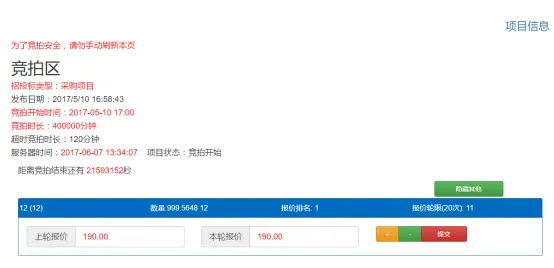 项目信息
为了竞拍安全，请勿手动刷新本页
竞拍区
招投标类型：采购项目
发布日期：2017/5/10 16:58:43
竞拍开始时间：2017-05-10 17:00
竞拍时长：400000分钟
超时竞拍时长：120分钟
服务器时间：2017-06-07 13:34:07 项目状态：竞拍开始
距离竞拍结束还有 21593152秒
隐藏其他
12 (12) 数量:999.5648 12 报价排名: 1 报价轮限(20次): 11
上轮报价 190.00 本轮报价 190.00 + - 提交